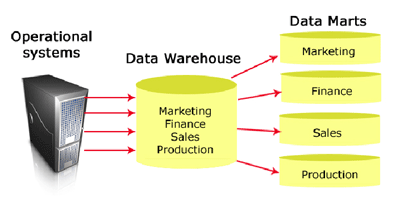 Operational
systems
Data Warehouse
Marketing
Finance
Sales
Production
Data Marts
Marketing
Finance
Sales
Production